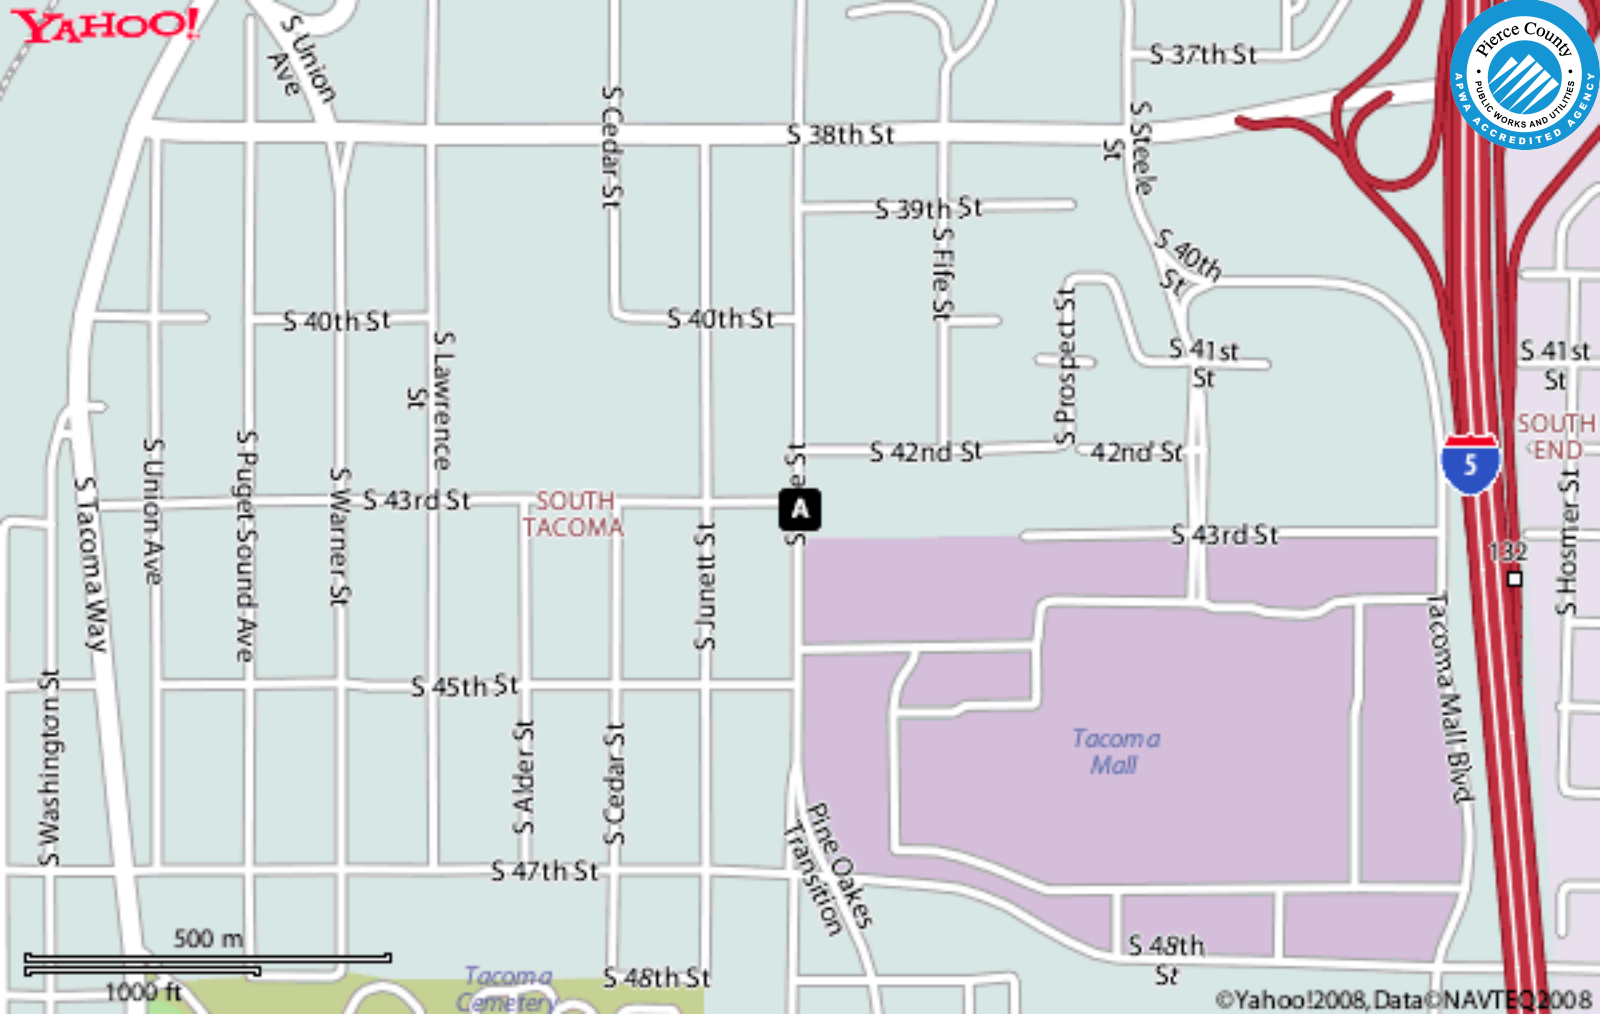 YAHOO!
S Union
Ave
S 37th St
Pierce County
PUBLIC WORKS AND UTILITIES
APWA ACCREDITED AGENCY
S Cedar St
S 38th St
S Steele
St
S 39th St
S Fife St
S 40th
St
S 40th St
S 40th St
S Prospect St
S 41st
St
S 41st
St
S Lawrence
St
SOUTH
END
S Union Ave
S Puget Sound Ave
S 42nd St
42nd St
5
S Tacoma Way
S Warner St
S 43rd St
SOUTH
TACOMA
A
e St
S
S Junett St
S 43rd St
132
S Hosmer St
Tacoma Mall Blvd
S Washington St
S 45th St
S Alder St
S Cedar St
Tacoma
Mall
Pine Oakes
Transition
S 47th St
500 m
1000 ft
Tacoma
Cemetery
S 48th St
S 48th
St
©Yahoo!2008, Data©NAVTEQ2008